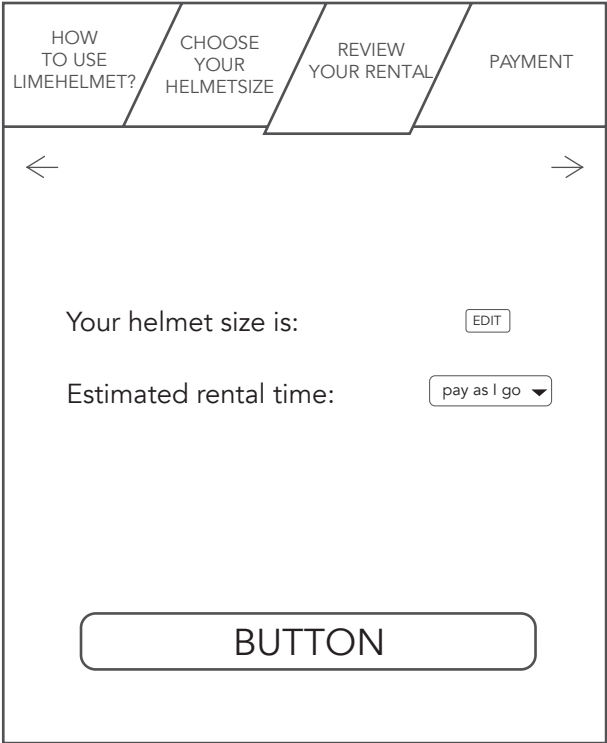 HOW
TO USE
LIMEHELMET?
CHOOSE
YOUR
HELMETSIZE
REVIEW
YOUR RENTAL
PAYMENT
Your helmet size is:
EDIT
Estimated rental time:
pay as I go
BUTTON